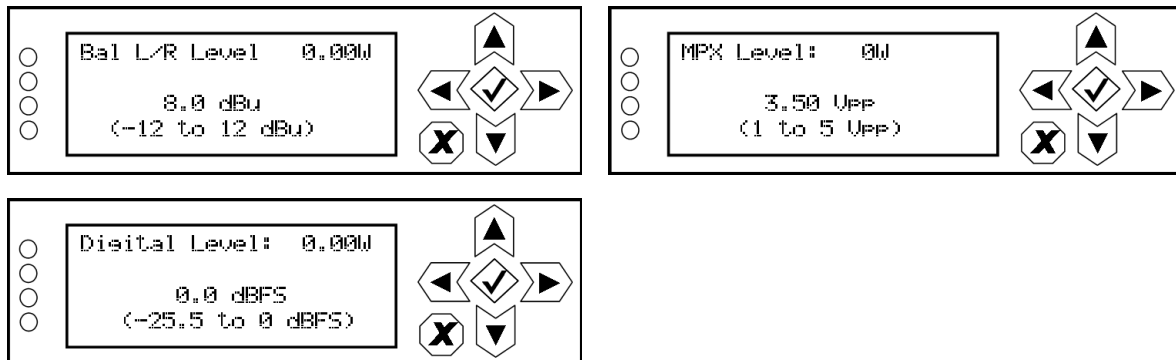 Bal L/R Level 0.00W
8.0 dBu
(-12 to 12 dBu)
MPX Level: 0W
3.50 Vpp
(1 to 5 Vpp)
Digital Level: 0.00W
0.0 dBFS
(-25.5 to 0 dBFS)